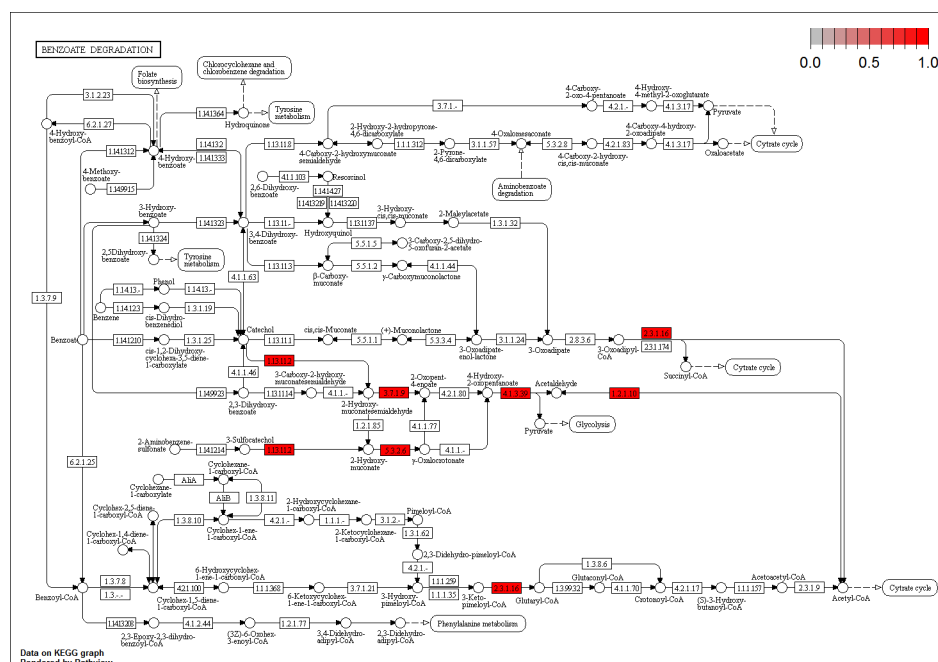 BENZOATE DEGRADATION
0.0
0.5
1.0
Folate
biosynthesis
Chlorocyclohexane and
chlorobenzene degradation
3.1.2.23
6.2.1.27
4-Hydroxy-
benzoyl-CoA
1.14.13.64
Hydroquinone
Tyrosine
metabolism
1.14.13.12
4-Hydroxy-
benzoate
1.14.13.2
1.14.13.33
4-Methoxy-
benzoate
1.14.99.15
1.13.11.8
4-Carboxy-2-hydroxymuconate
semialdehyde
2-Hydroxy-2-hydropyrone-
4,6-dicarboxylate
1.1.1.312
2-Pyrone-
4,6-dicarboxylate
3.1.1.57
4-Oxalomesaconate
5.3.2.8
4-Carboxy-2-hydroxy-
cis,cis-muconate
4.2.1.83
4-Carboxy-4-hydroxy-
2-oxoadipate
4.1.3.17
Oxaloacetate
3.7.1.-
4-Carboxy-
2-oxo-4-pentanoate
4.2.1.-
4-Hydroxy-
4-methyl-2-oxoglutarate
4.1.3.17
Pyruvate
Cytrate cycle
Aminobenzoate
degradation
4.1.1.103
2,6-Dihydroxy-
benzoate
Resorcinol
1.14.14.27
1.14.13.219
1.14.13.220
3-Hydroxy-
benzoate
1.14.13.23
3,4-Dihydroxy-
benzoate
1.13.11.-
Hydroxyquinol
1.13.11.37
3-Hydroxy-
cis,cis-muconate
2-Maleylacetate
1.3.1.32
1.14.13.24
2,5Dihydroxy-
benzoate
Tyrosine
metabolism
1.13.11.3
β-Carboxy-
muconate
5.5.1.5
3-Carboxy-2,5-dihydro-
5-oxofuran-2-acetate
5.5.1.2
γ-Carboxymuconolactone
4.1.1.44
4.1.1.63
1.3.7.9
Phenol
1.14.13.-
1.14.13.-
Benzene
1.14.12.3
cis-Dihydro-
benzenediol
1.3.1.19
Catechol
Benzoate
1.14.12.10
1.3.1.25
cis-1,2-Dihydroxy-
cyclohexa-3,5-diene-
1-carboxylate
1.13.11.1
cis,cis-Muconate
5.5.1.1
(+)-Muconolactone
5.3.3.4
3-Oxoadipate-
enol-lactone
3.1.1.24
3-Oxoadipate
2.8.3.6
3-Oxoadipyl-
CoA
2.3.1.16
2.3.1.174
Succinyl-CoA
Cytrate cycle
1.13.11.2
4.1.1.46
3-Carboxy-2-hydroxy-
muconatesemialdehyde
1.14.99.23
2,3-Dihydroxy-
benzoate
1.13.11.14
4.1.1.-
2-Hydroxy-
muconatesemialdehyde
3.7.1.9
2-Oxopent-
4-enoate
4.2.1.80
4-Hydroxy-
2-oxopentanoate
4.1.3.39
Acetaldehyde
1.2.1.10
Pyruvate
Glycolysis
1.2.1.85
4.1.1.77
2-Aminobenzene-
sulfonate
1.14.12.14
3-Sulfocatechol
1.13.11.2
2-Hydroxy-
muconate
5.3.2.6
γ-Oxalocrotonate
4.1.1.-
6.2.1.25
Cyclohexane-
1-carboxylate
AliA
Cyclohexane-
1-carboxyl-CoA
AliB
1.3.8.11
Cyclohex-2,5-diene-
1-carboxyl-CoA
1.3.8.10
Cyclohex-1-ene-
1-carboxyl-CoA
4.2.1.-
2-Hydroxycyclohexane-
1-carboxyl-CoA
1.1.1.-
2-Ketocyclohexane-
1-carboxyl-CoA
3.1.2.-
Pimeloyl-CoA
1.3.1.62
2,3-Didehydro-pimeloyl-CoA
4.2.1.-
Cyclohex-1,4-diene-
1-carboxyl-CoA
Benzoyl-CoA
1.3.7.8
1.3.-.-
Cyclohex-1,5-diene-
1-carboxyl-CoA
4.2.1.100
6-Hydroxycyclohex-
1-ene-1-carbonyl-CoA
1.1.1.368
6-Ketoxycyclohex-
1-ene-1-carboxyl-CoA
3.7.1.21
3-Hydroxy-
pimeloyl-CoA
1.1.1.259
1.1.1.35
3-Keto-
pimeloyl-CoA
2.3.1.16
Glutaryl-CoA
1.3.8.6
1.3.99.32
Glutaconyl-CoA
4.1.1.70
Crotonoyl-CoA
4.2.1.17
(S)-3-Hydroxy-
butanoyl-CoA
1.1.1.157
Acetoacetyl-CoA
2.3.1.9
Acetyl-CoA
Cytrate cycle
1.14.13.208
2,3-Epoxy-2,3-dihydro-
benzoyl-CoA
4.1.2.44
(3Z)-6-Oxohex-
3-enoyl-CoA
1.2.1.77
3,4-Didehydro-
adipyl-CoA
2,3-Didehydro-
adipyl-CoA
Phenylalanine metabolism
Data on KEGG graph
Rendered by Pathview